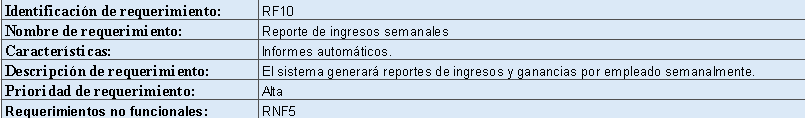 Identificación de requerimiento: RF10
Nombre de requerimiento: Reporte de ingresos semanales
Características: Informes automáticos.
Descripción de requerimiento: El sistema generará reportes de ingresos y ganancias por empleado semanalmente.
Prioridad de requerimiento: Alta
Requerimientos no funcionales: RNF5